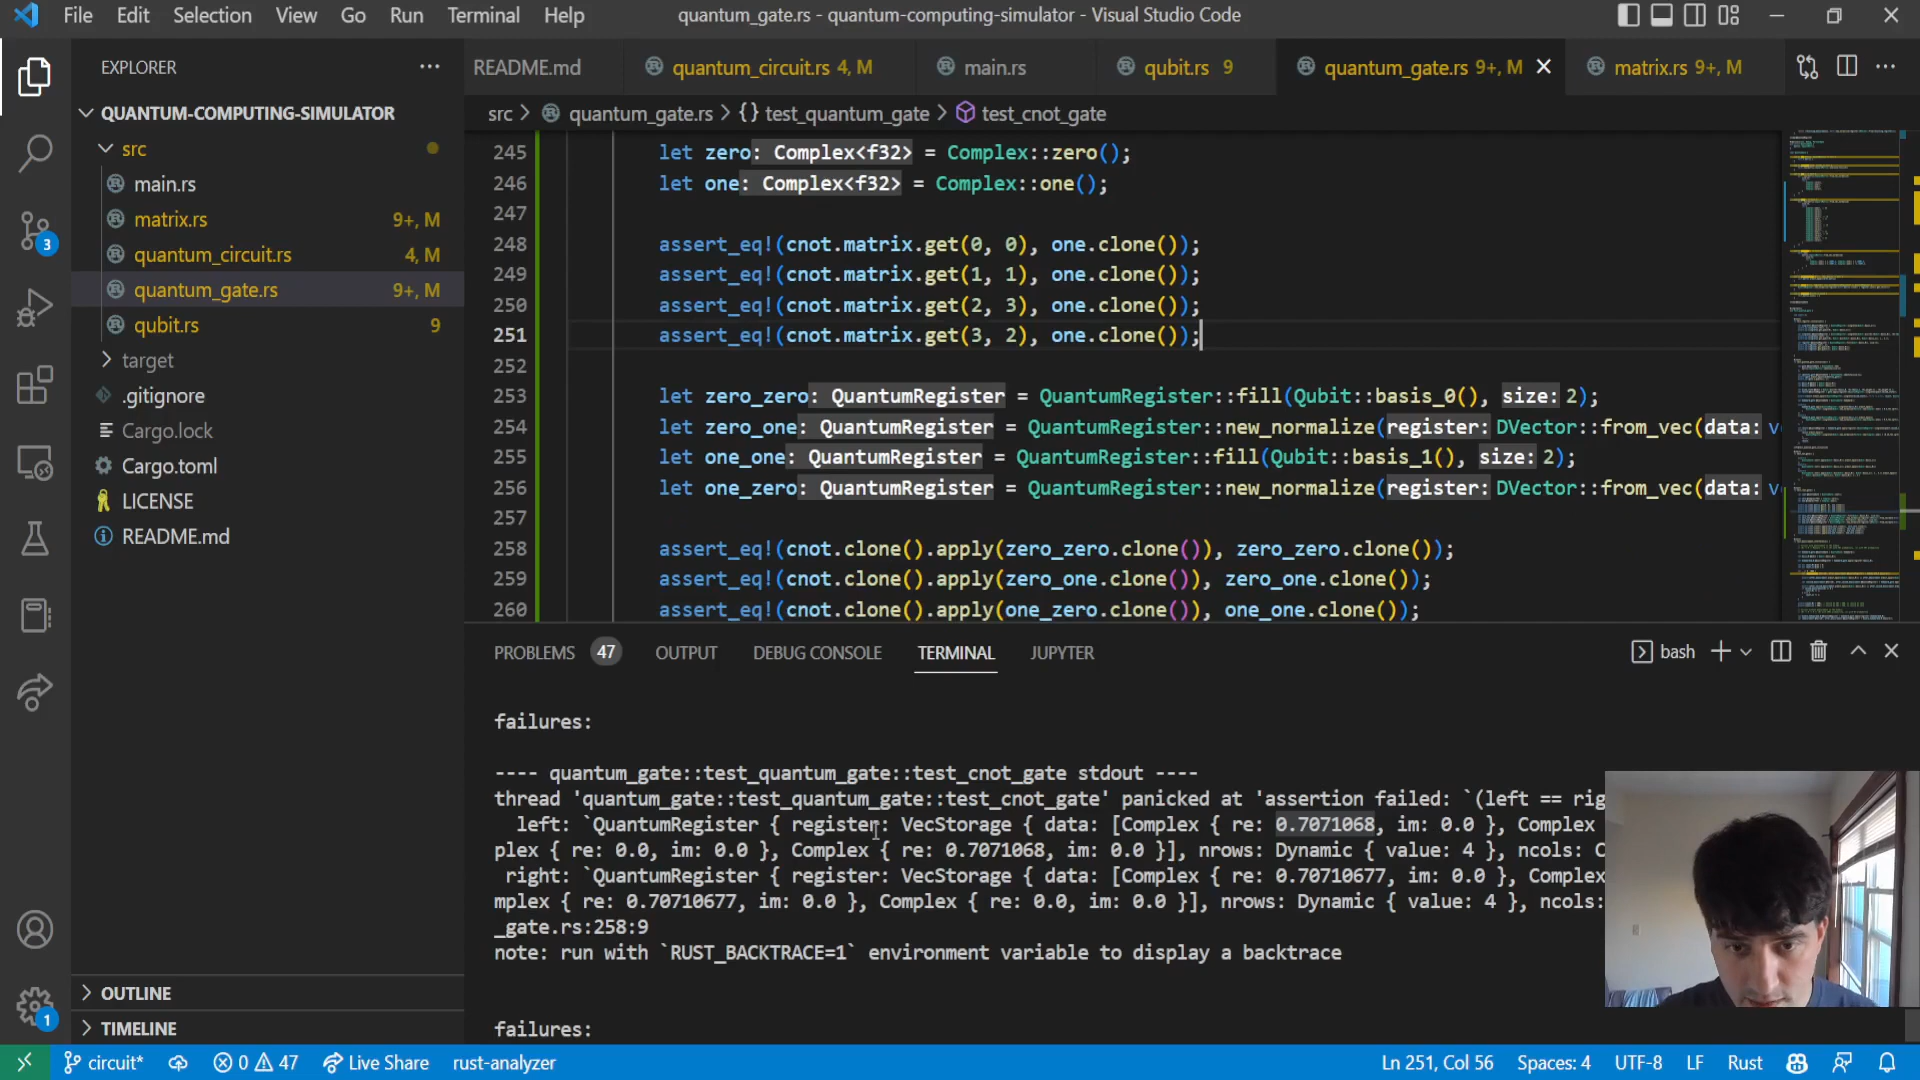 File Edit Selection View Go Run Terminal Help
quantum_gate.rs - quantum-computing-simulator - Visual Studio Code
EXPLORER
QUANTUM-COMPUTING-SIMULATOR
src
main.rs
matrix.rs 9+, M
quantum_circuit.rs 4, M
quantum_gate.rs 9+, M
qubit.rs 9
target
.gitignore
Cargo.lock
Cargo.toml
LICENSE
README.md
OUTLINE
TIMELINE
3
1
README.md quantum_circuit.rs 4, M main.rs qubit.rs 9 quantum_gate.rs 9+, M matrix.rs 9+, M
src > quantum_gate.rs > {} test_quantum_gate > test_cnot_gate
245 let zero: Complex<f32> = Complex::zero();
246 let one: Complex<f32> = Complex::one();
247
248 assert_eq!(cnot.matrix.get(0, 0), one.clone());
249 assert_eq!(cnot.matrix.get(1, 1), one.clone());
250 assert_eq!(cnot.matrix.get(2, 3), one.clone());
251 assert_eq!(cnot.matrix.get(3, 2), one.clone());
252
253 let zero_zero: QuantumRegister = QuantumRegister::fill(Qubit::basis_0(), size: 2);
254 let zero_one: QuantumRegister = QuantumRegister::new_normalize(register: DVector::from_vec(data: v
255 let one_one: QuantumRegister = QuantumRegister::fill(Qubit::basis_1(), size: 2);
256 let one_zero: QuantumRegister = QuantumRegister::new_normalize(register: DVector::from_vec(data: v
257
258 assert_eq!(cnot.clone().apply(zero_zero.clone()), zero_zero.clone());
259 assert_eq!(cnot.clone().apply(zero_one.clone()), zero_one.clone());
260 assert_eq!(cnot.clone().apply(one_zero.clone()), one_one.clone());
PROBLEMS 47 OUTPUT DEBUG CONSOLE TERMINAL JUPYTER bash
failures:
---- quantum_gate::test_quantum_gate::test_cnot_gate stdout ----
thread 'quantum_gate::test_quantum_gate::test_cnot_gate' panicked at 'assertion failed: `(left == rig
left: `QuantumRegister { register: VecStorage { data: [Complex { re: 0.7071068, im: 0.0 }, Complex
plex { re: 0.0, im: 0.0 }, Complex { re: 0.7071068, im: 0.0 }], nrows: Dynamic { value: 4 }, ncols: C
right: `QuantumRegister { register: VecStorage { data: [Complex { re: 0.70710677, im: 0.0 }, Complex
mplex { re: 0.70710677, im: 0.0 }, Complex { re: 0.0, im: 0.0 }], nrows: Dynamic { value: 4 }, ncols:
_gate.rs:258:9
note: run with `RUST_BACKTRACE=1` environment variable to display a backtrace
failures:
circuit* 0 47 Live Share rust-analyzer Ln 251, Col 56 Spaces: 4 UTF-8 LF Rust